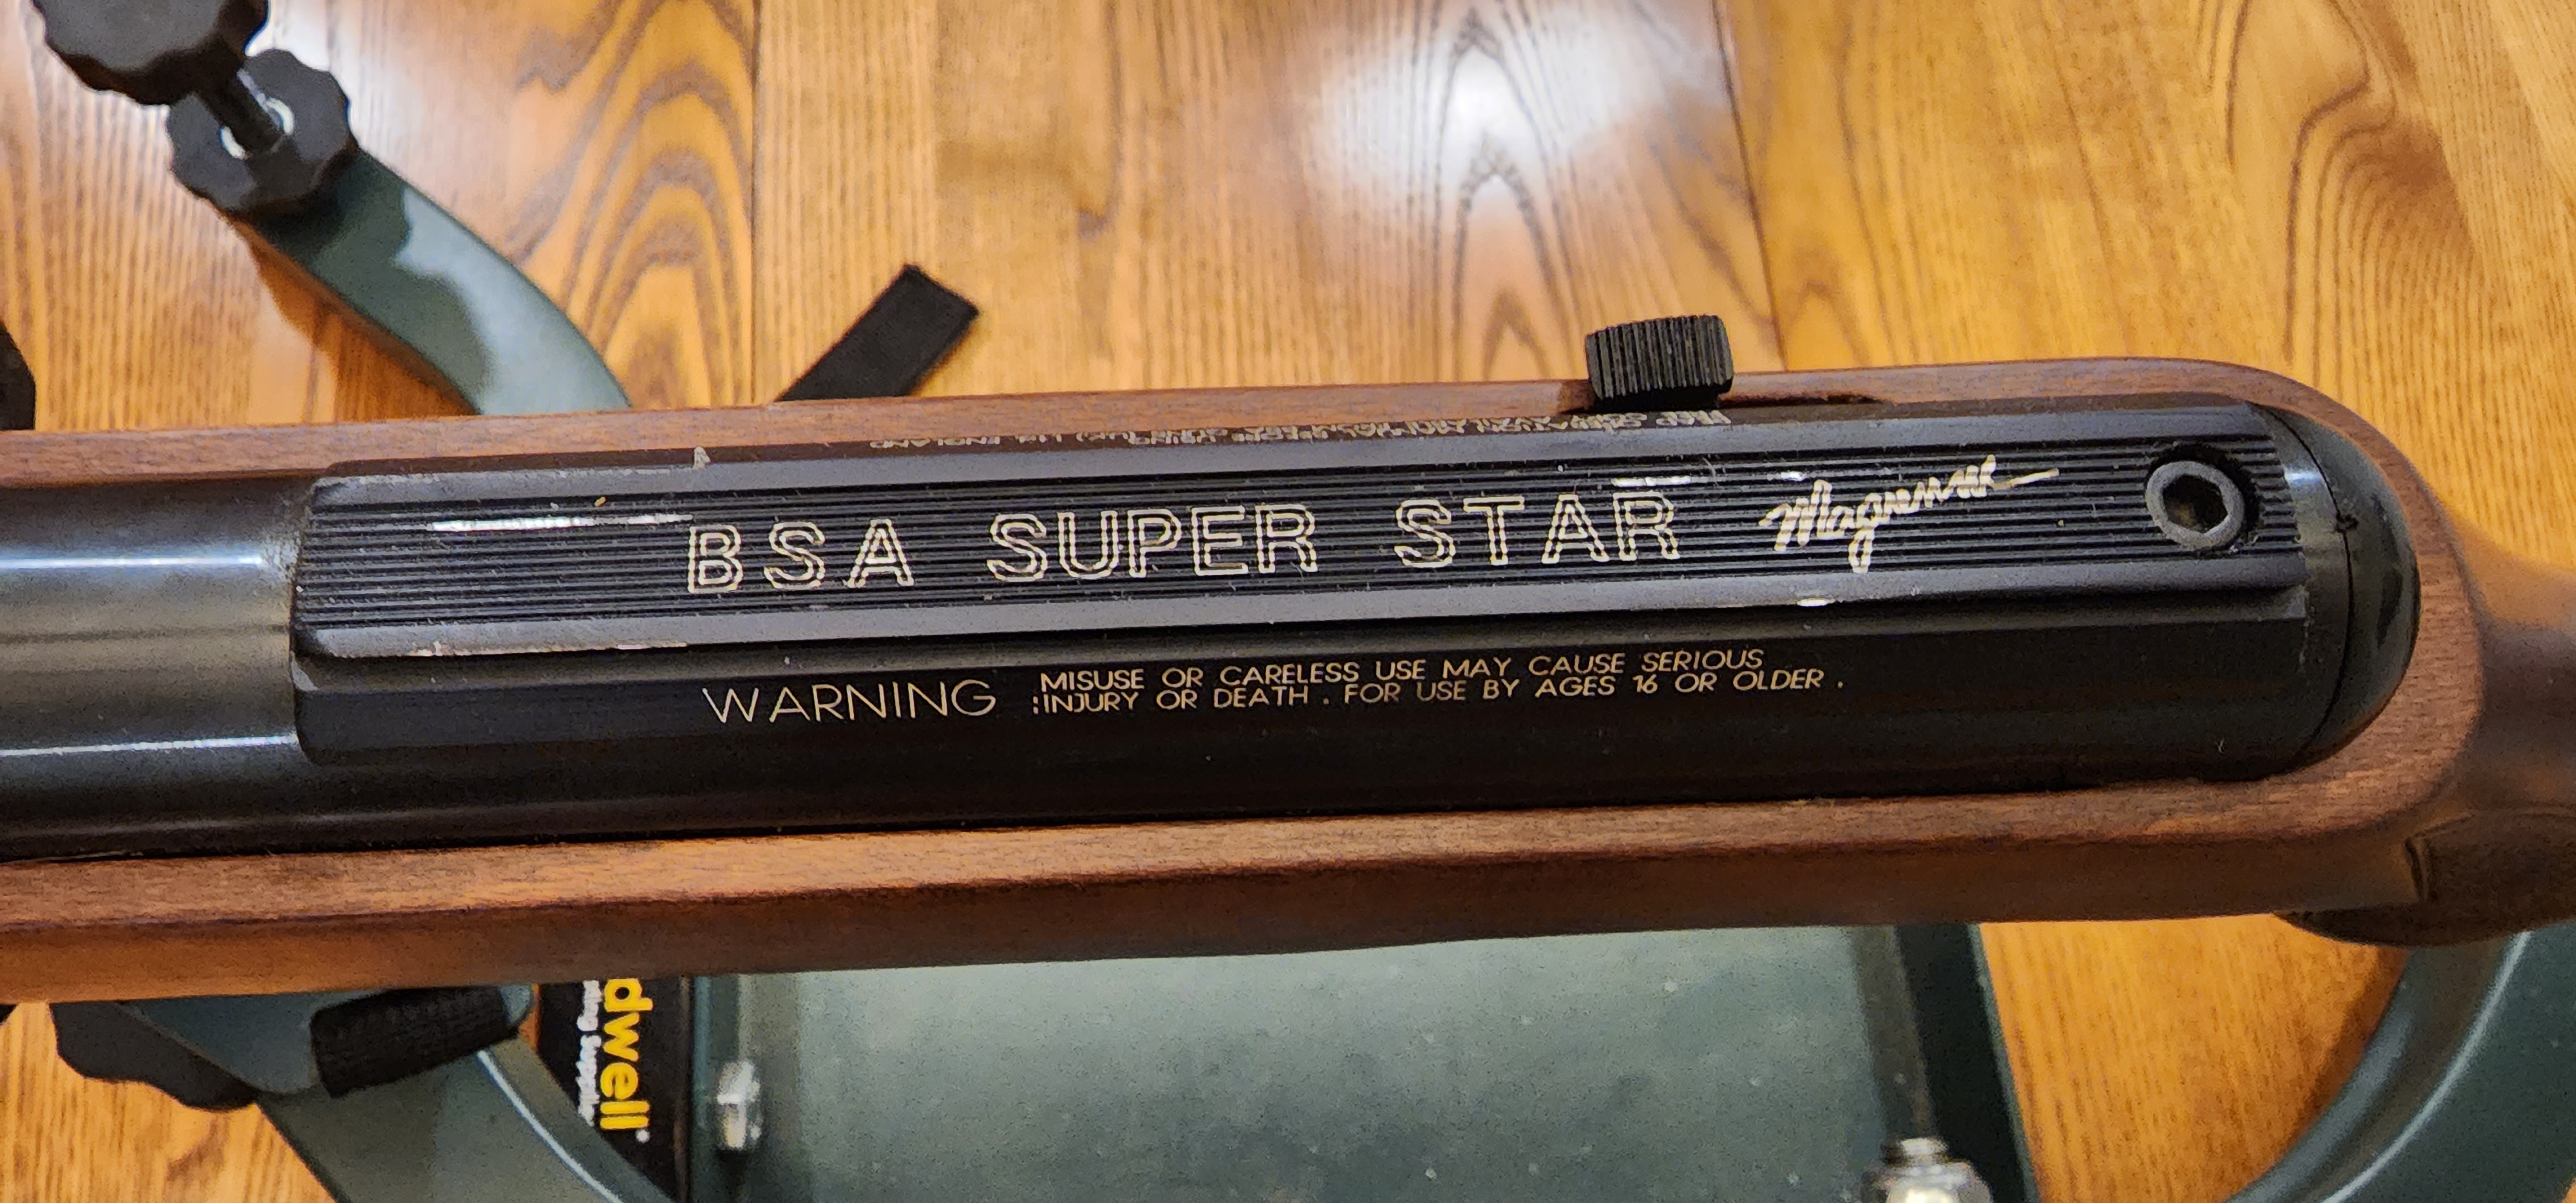 BSA SUPER STAR Magnum
WARNING :
MISUSE OR CARELESS USE MAY CAUSE SERIOUS
INJURY OR DEATH . FOR USE BY AGES 16 OR OLDER .
dwell®